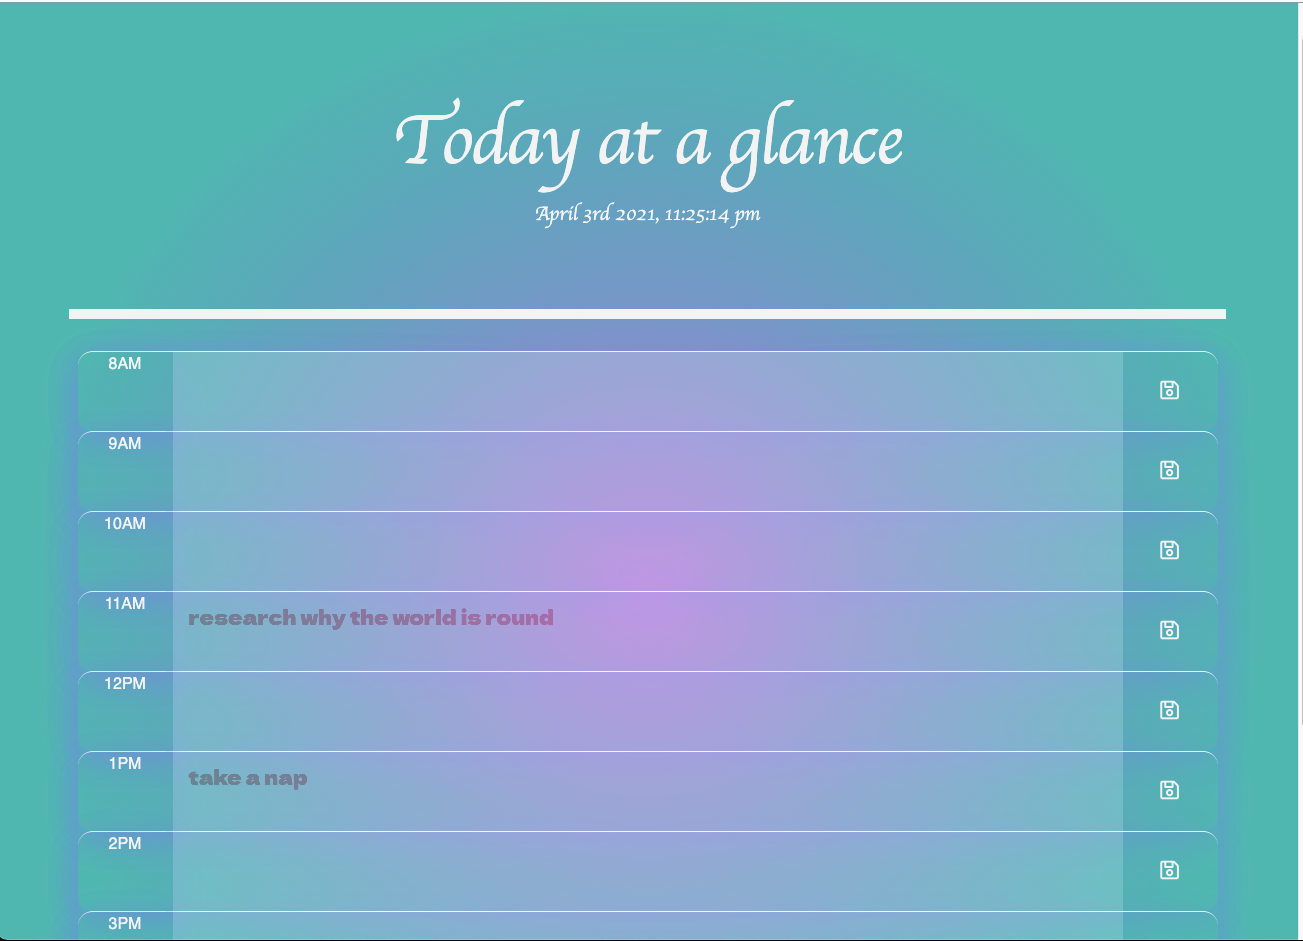 Today at a glance
April 3rd 2021, 11:25:14 pm
8AM
9AM
10AM
11AM research why the world is round
12PM
1PM take a nap
2PM
3PM